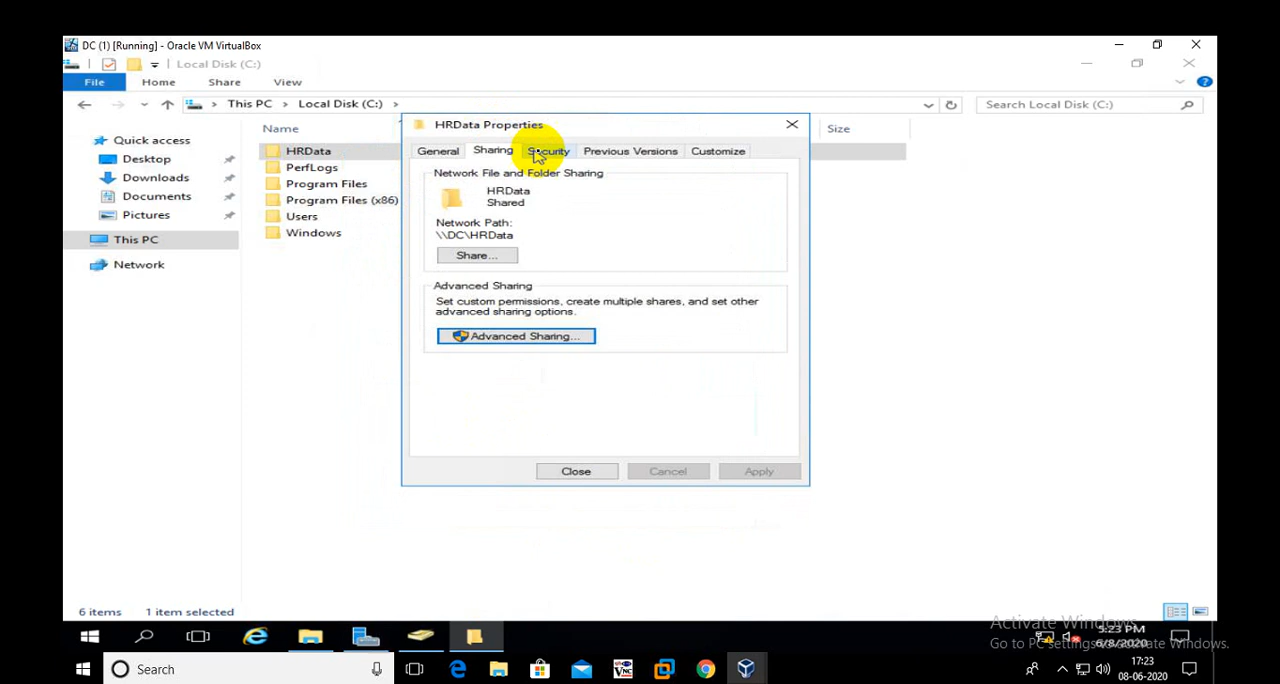 DC (1) [Running] - Oracle VM VirtualBox
Local Disk (C:)
File Home Share View
This PC > Local Disk (C:) >
Search Local Disk (C:)
Quick access
Desktop
Downloads
Documents
Pictures
This PC
Network
Name
Size
HRData
PerfLogs
Program Files
Program Files (x86)
Users
Windows
HRData Properties
General Sharing Security Previous Versions Customize
Network File and Folder Sharing
HRData
Shared
Network Path:
\\DC\HRData
Share...
Advanced Sharing
Set custom permissions, create multiple shares, and set other
advanced sharing options.
Advanced Sharing...
Close Cancel Apply
6 items 1 item selected
Activate Windows
Go to PC settings to activate Windows.
5:23 PM
6/8/2020
Search
17:23
08-06-2020